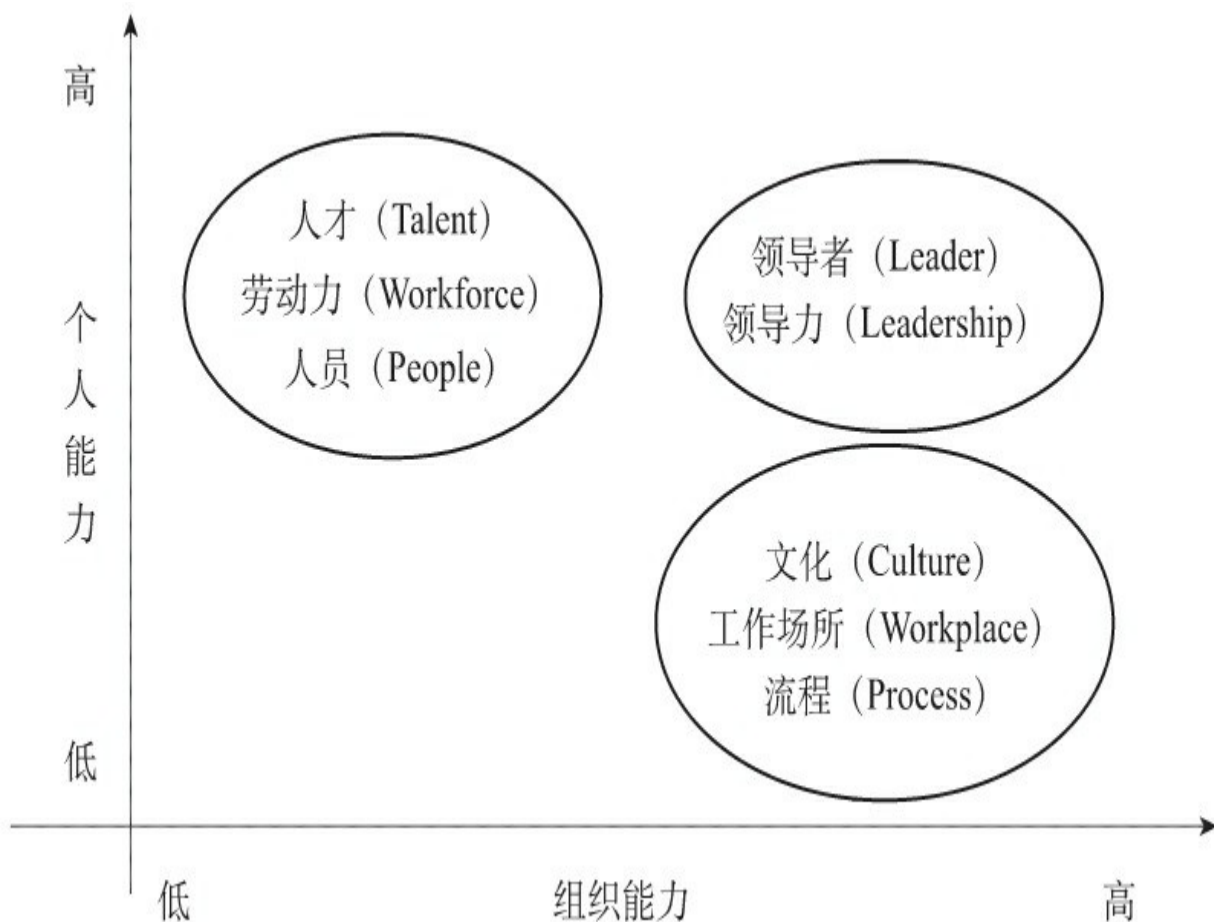 高
个人能力
低
人才（Talent）
劳动力（Workforce）
人员（People）
领导者（Leader）
领导力（Leadership）
文化（Culture）
工作场所（Workplace）
流程（Process）
低
组织能力
高